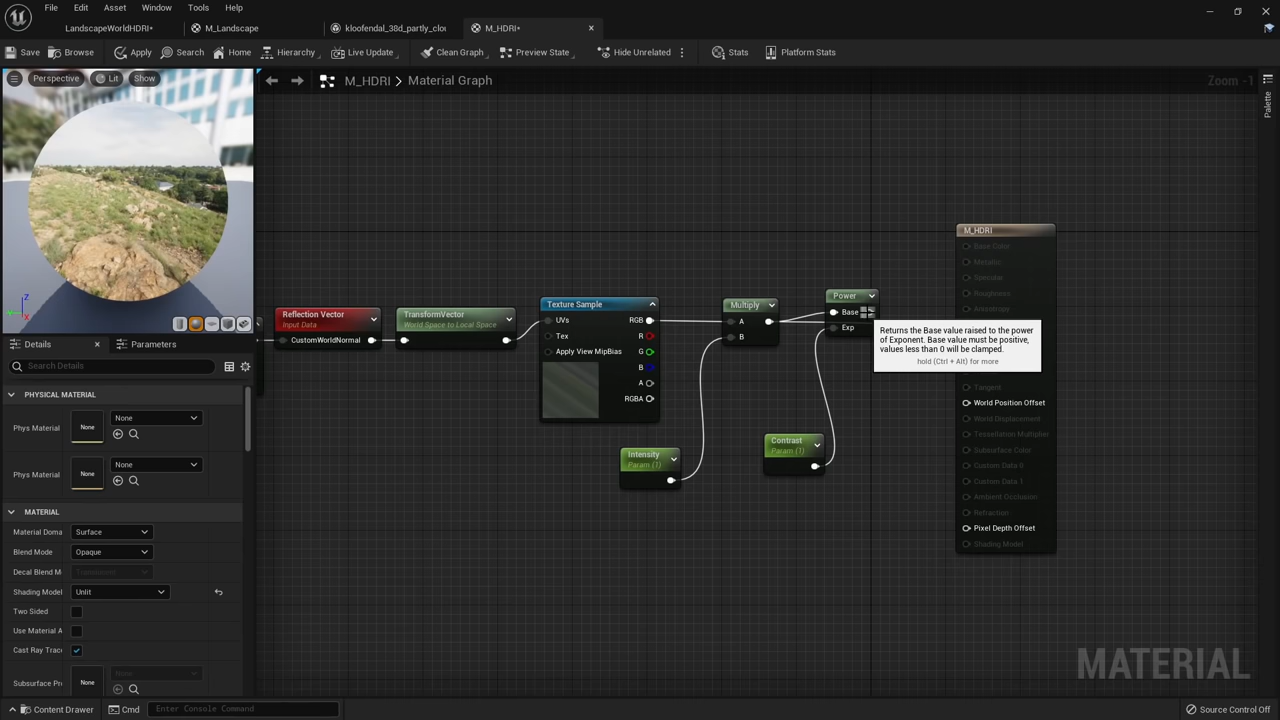 File Edit Asset Window Tools Help
LandscapeWorldHDRI* M_Landscape kloofendal_38d_partly_clou M_HDRI*
Save Browse Apply Search Home Hierarchy Live Update Clean Graph Preview State Hide Unrelated Stats Platform Stats
Perspective Lit Show
M_HDRI > Material Graph
Zoom -1
Palette
Z
Details Parameters
Search Details
PHYSICAL MATERIAL
Phys Material None None
Phys Material None None
MATERIAL
Material Doma Surface
Blend Mode Opaque
Decal Blend M Translucent
Shading Model Unlit
Two Sided
Use Material A
Cast Ray Trace
Subsurface Pr None None
Reflection Vector
Input Data
CustomWorldNormal
TransformVector
World Space to Local Space
Texture Sample
UVs RGB
Tex R
Apply View MipBias G
B
A
RGBA
Intensity
Param (1)
Multiply
A
B
Contrast
Param (1)
Power
Base
Exp
Returns the Base value raised to the power
of Exponent. Base value must be positive,
values less than 0 will be clamped.
hold (Ctrl + Alt) for more
M_HDRI
Base Color
Metallic
Specular
Roughness
Anisotropy
Tangent
World Position Offset
World Displacement
Tessellation Multiplier
Subsurface Color
Custom Data 0
Custom Data 1
Ambient Occlusion
Refraction
Pixel Depth Offset
Shading Model
MATERIAL
Content Drawer Cmd Enter Console Command Source Control Off